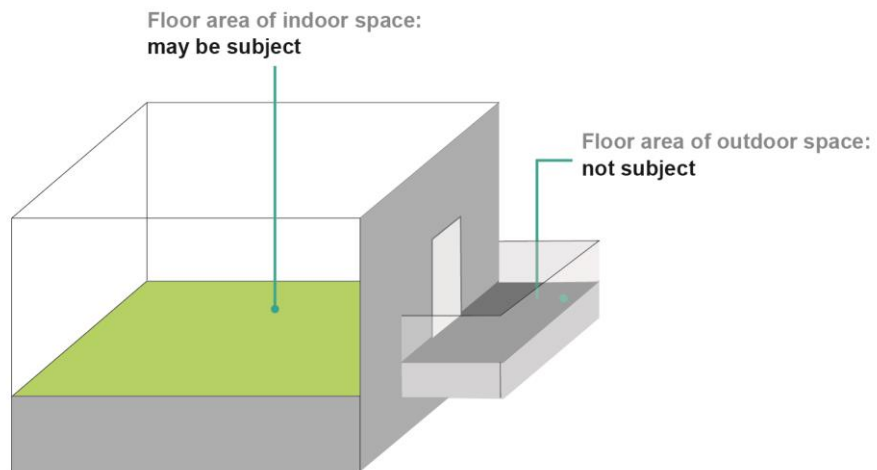 Floor area of indoor space:
may be subject
Floor area of outdoor space:
not subject